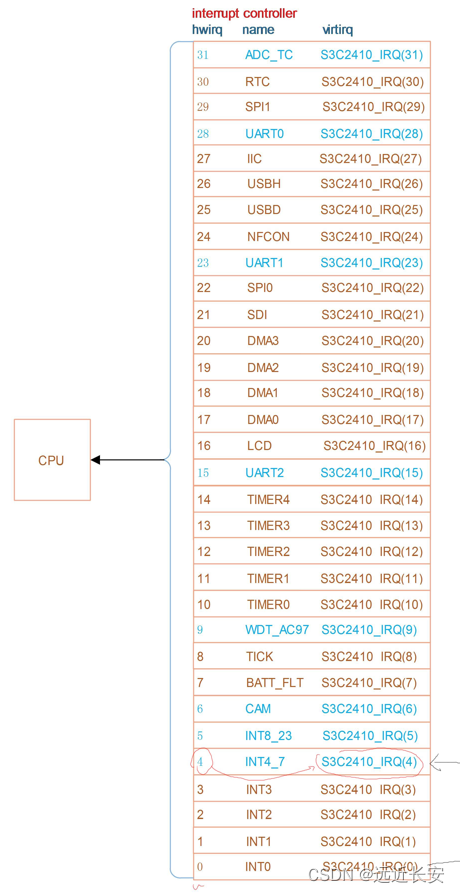 interrupt controller
hwirq name virtirq
31 ADC_TC S3C2410_IRQ(31)
30 RTC S3C2410_IRQ(30)
29 SPI1 S3C2410_IRQ(29)
28 UART0 S3C2410_IRQ(28)
27 IIC S3C2410_IRQ(27)
26 USBH S3C2410_IRQ(26)
25 USBD S3C2410_IRQ(25)
24 NFCON S3C2410_IRQ(24)
23 UART1 S3C2410_IRQ(23)
22 SPI0 S3C2410_IRQ(22)
21 SDI S3C2410_IRQ(21)
20 DMA3 S3C2410_IRQ(20)
19 DMA2 S3C2410_IRQ(19)
18 DMA1 S3C2410_IRQ(18)
17 DMA0 S3C2410_IRQ(17)
16 LCD S3C2410_IRQ(16)
CPU
15 UART2 S3C2410_IRQ(15)
14 TIMER4 S3C2410_IRQ(14)
13 TIMER3 S3C2410_IRQ(13)
12 TIMER2 S3C2410_IRQ(12)
11 TIMER1 S3C2410_IRQ(11)
10 TIMER0 S3C2410_IRQ(10)
9 WDT_AC97 S3C2410_IRQ(9)
8 TICK S3C2410_IRQ(8)
7 BATT_FLT S3C2410_IRQ(7)
6 CAM S3C2410_IRQ(6)
5 INT8_23 S3C2410_IRQ(5)
4 INT4_7 S3C2410_IRQ(4)
3 INT3 S3C2410_IRQ(3)
2 INT2 S3C2410_IRQ(2)
1 INT1 S3C2410_IRQ(1)
0 INT0 S3C2410_IRQ(0)
CSDN @远近长安